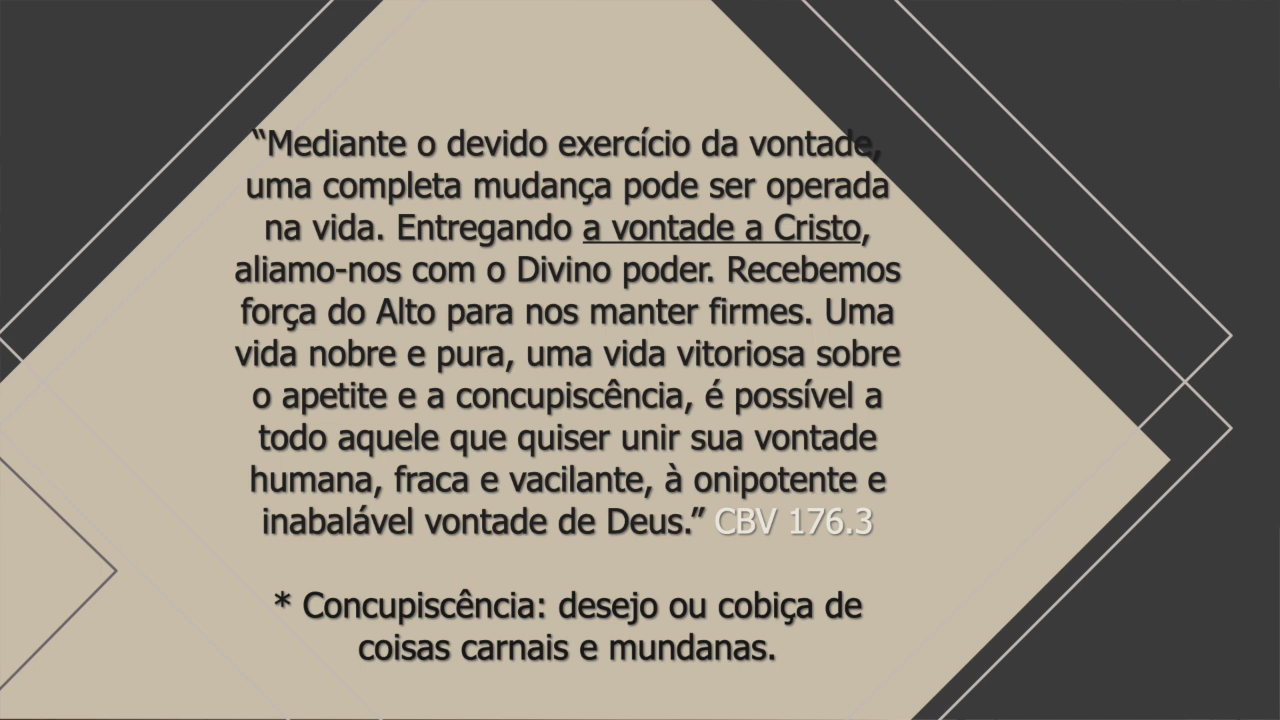 “Mediante o devido exercício da vontade,
uma completa mudança pode ser operada
na vida. Entregando a vontade a Cristo,
aliamo-nos com o Divino poder. Recebemos
força do Alto para nos manter firmes. Uma
vida nobre e pura, uma vida vitoriosa sobre
o apetite e a concupiscência, é possível a
todo aquele que quiser unir sua vontade
humana, fraca e vacilante, à onipotente e
inabalável vontade de Deus.” CBV 176.3
* Concupiscência: desejo ou cobiça de
coisas carnais e mundanas.